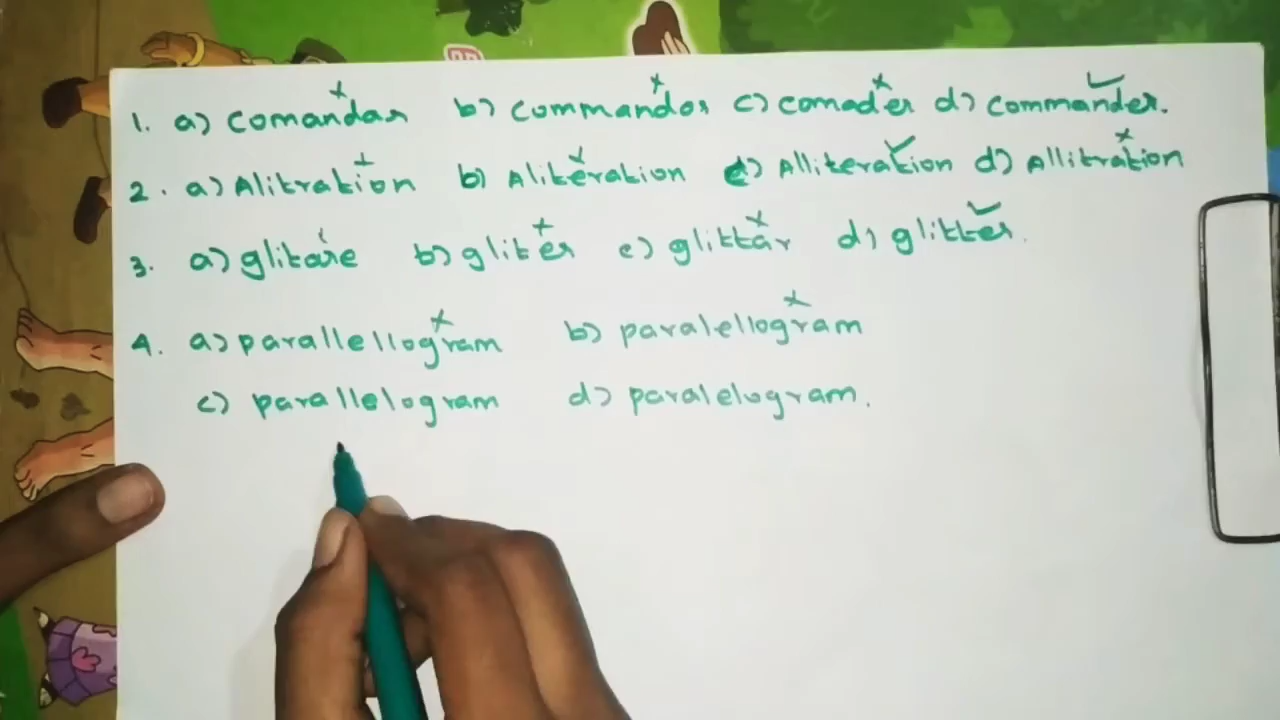 1. a) comandar b) commandor c) comader d) commander.
2. a) Alitration b) Aliteration c) Alliteration d) Allitration
3. a) glitare b) gliter c) glittar d) glitter.
4. a) parallellogram b) paralellogram
c) parallelogram d) paralelogram.